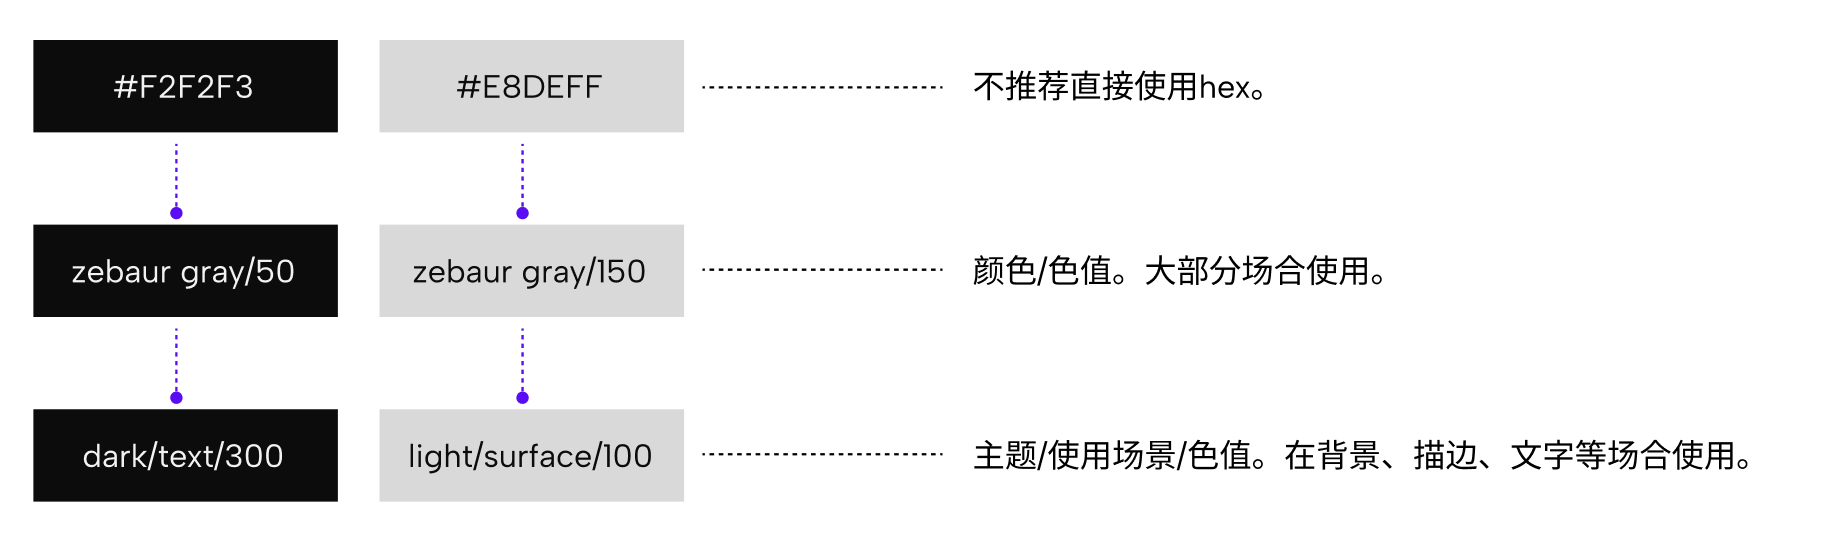 #F2F2F3
#E8DEFF
不推荐直接使用hex。
zebaur gray/50
zebaur gray/150
颜色/色值。大部分场合使用。
dark/text/300
light/surface/100
主题/使用场景/色值。在背景、描边、文字等场合使用。